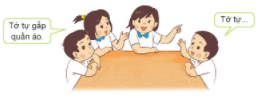 Tớ tự gấp
quần áo.
Tớ tự...